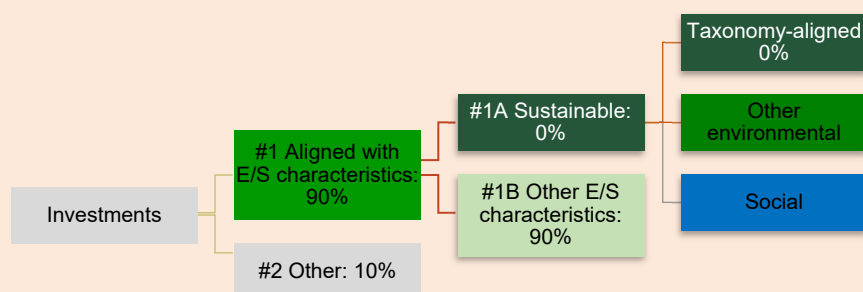 Investments
#1 Aligned with
E/S characteristics:
90%
#2 Other: 10%
#1A Sustainable:
0%
#1B Other E/S
characteristics:
90%
Taxonomy-aligned
0%
Other
environmental
Social